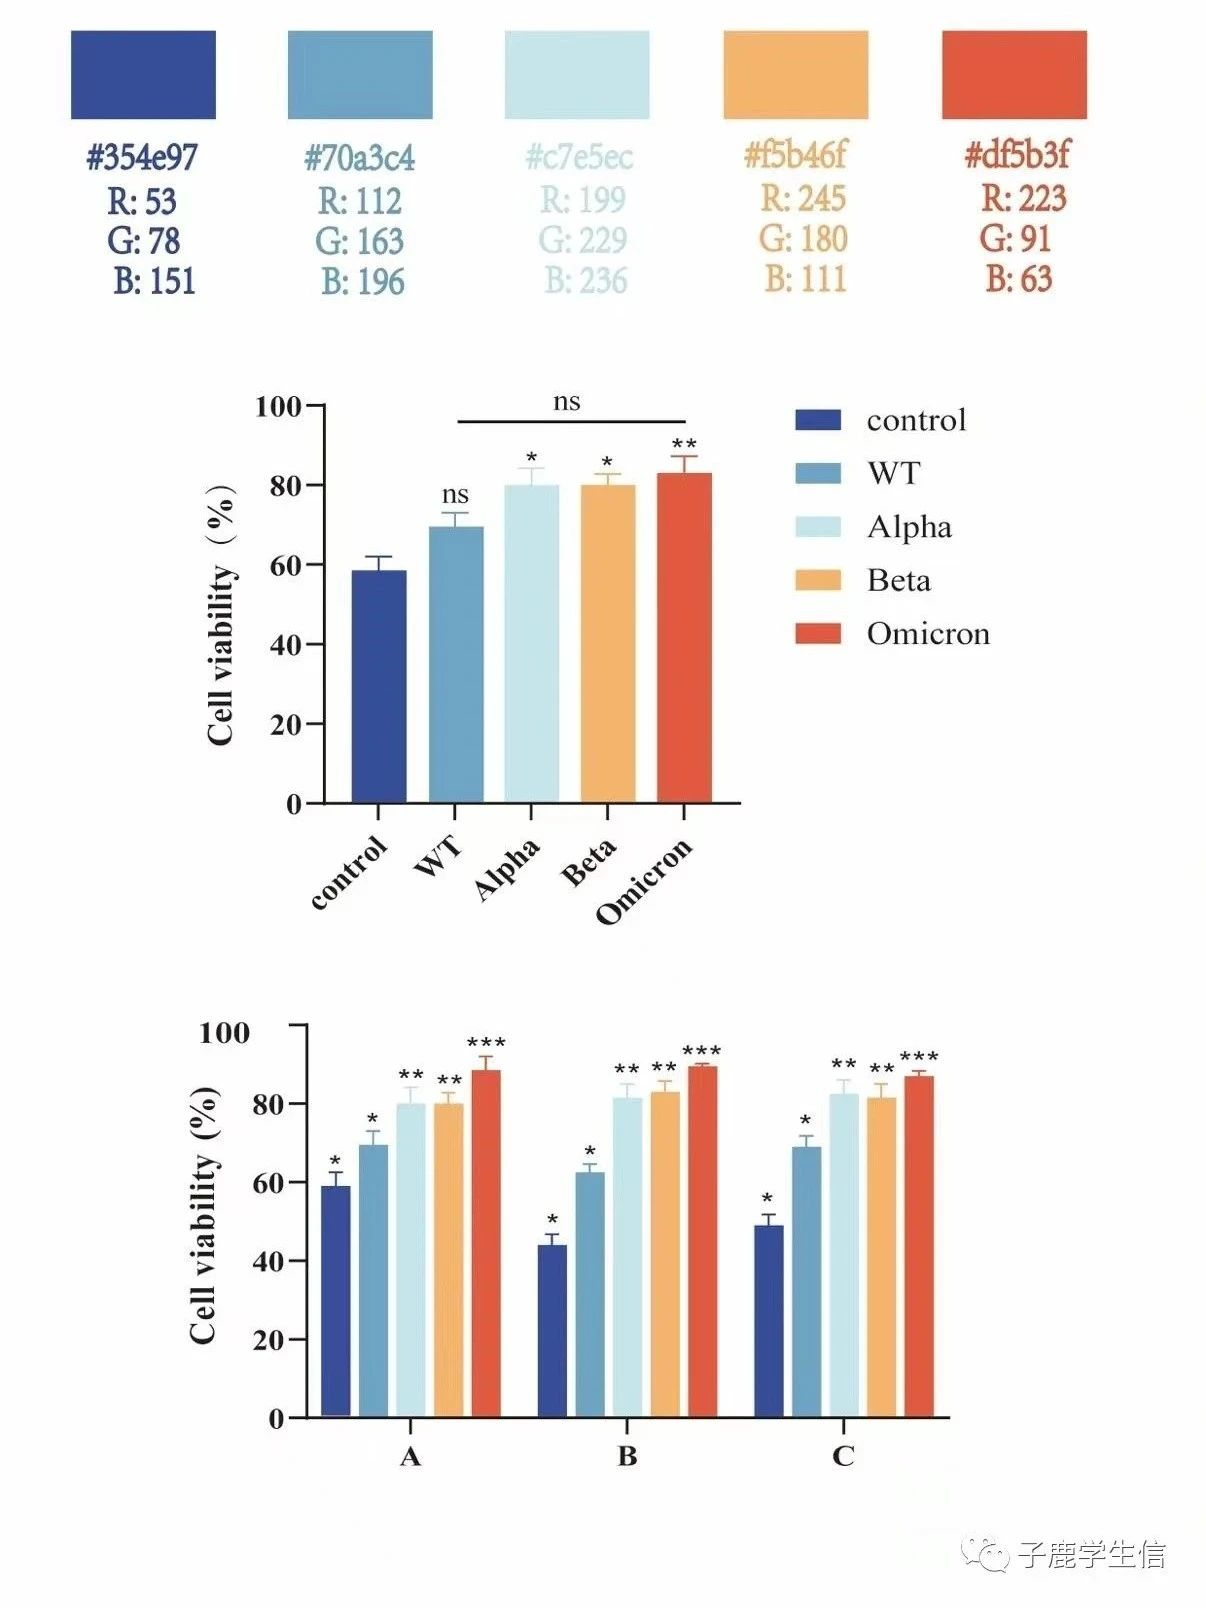 #354e97 #70a3c4 #c7e5ec #f5b46f #df5b3f
R: 53 R: 112 R: 199 R: 245 R: 223
G: 78 G: 163 G: 229 G: 180 G: 91
B: 151 B: 196 B: 236 B: 111 B: 63
Cell viability (%)
100
80
60
40
20
0
ns
ns
*
*
**
control
WT
Alpha
Beta
Omicron
control
WT
Alpha
Beta
Omicron
Cell viability (%)
100
80
60
40
20
0
*
*
**
**
***
*
*
**
**
***
*
*
**
**
***
A
B
C
子鹿学生信